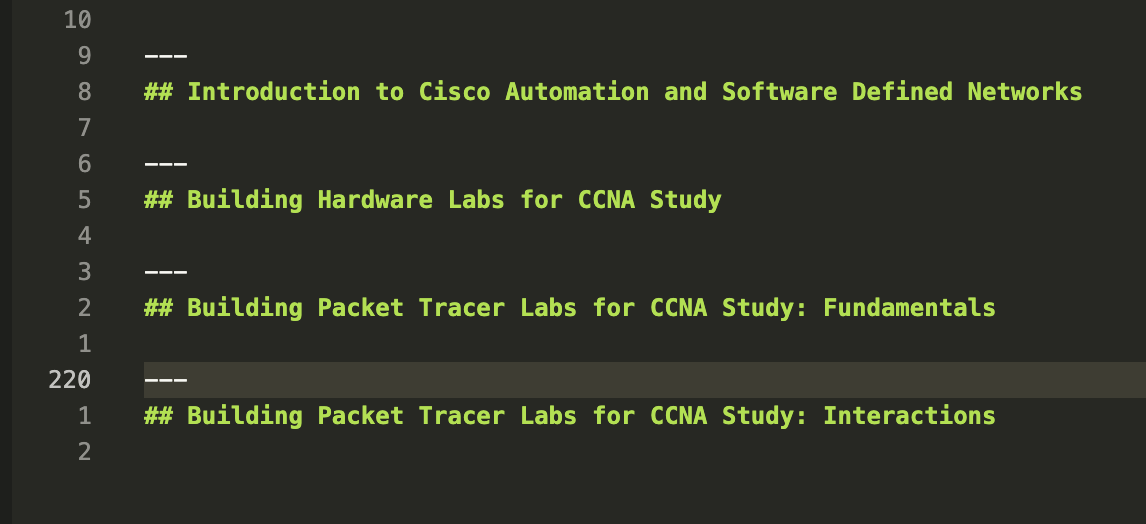 10
9 ---
8 ## Introduction to Cisco Automation and Software Defined Networks
7
6 ---
5 ## Building Hardware Labs for CCNA Study
4
3 ---
2 ## Building Packet Tracer Labs for CCNA Study: Fundamentals
1
220 ---
1 ## Building Packet Tracer Labs for CCNA Study: Interactions
2